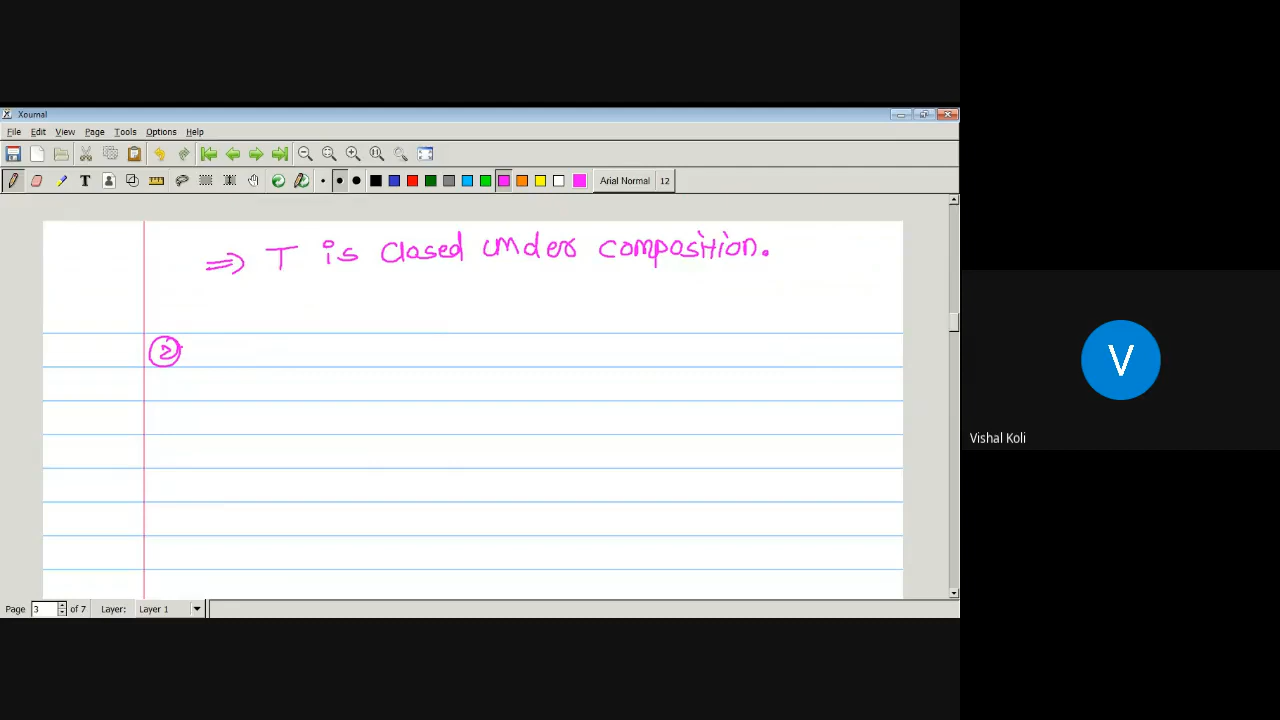 Xournal
File Edit View Page Tools Options Help
T Arial Normal 12
⇒ T is closed under composition.
②
V
Vishal Koli
Page 3 of 7 Layer: Layer 1